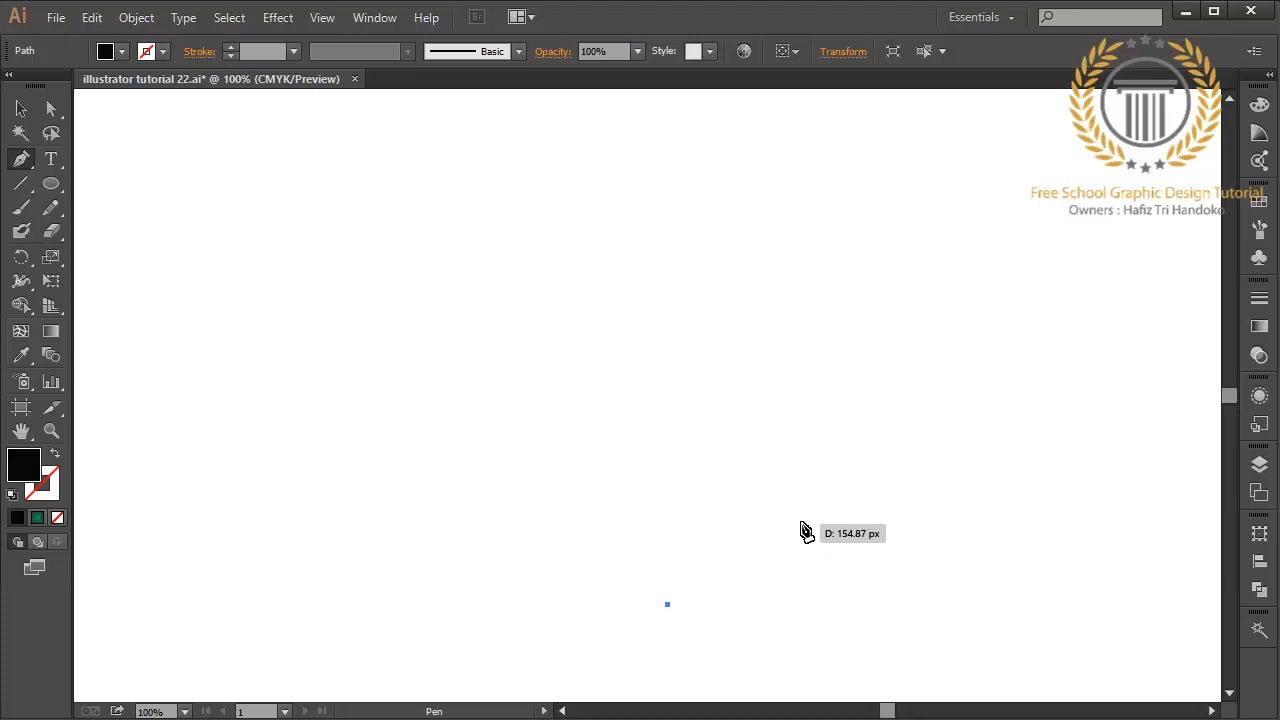 Ai File Edit Object Type Select Effect View Window Help Br Essentials
Path Stroke: Basic Opacity: 100% Style: Transform
illustrator tutorial 22.ai* @ 100% (CMYK/Preview) ×
T
Free School Graphic Design Tutorial
Owners : Hafiz Tri Handoko
D: 154.87 px
100% 1 Pen